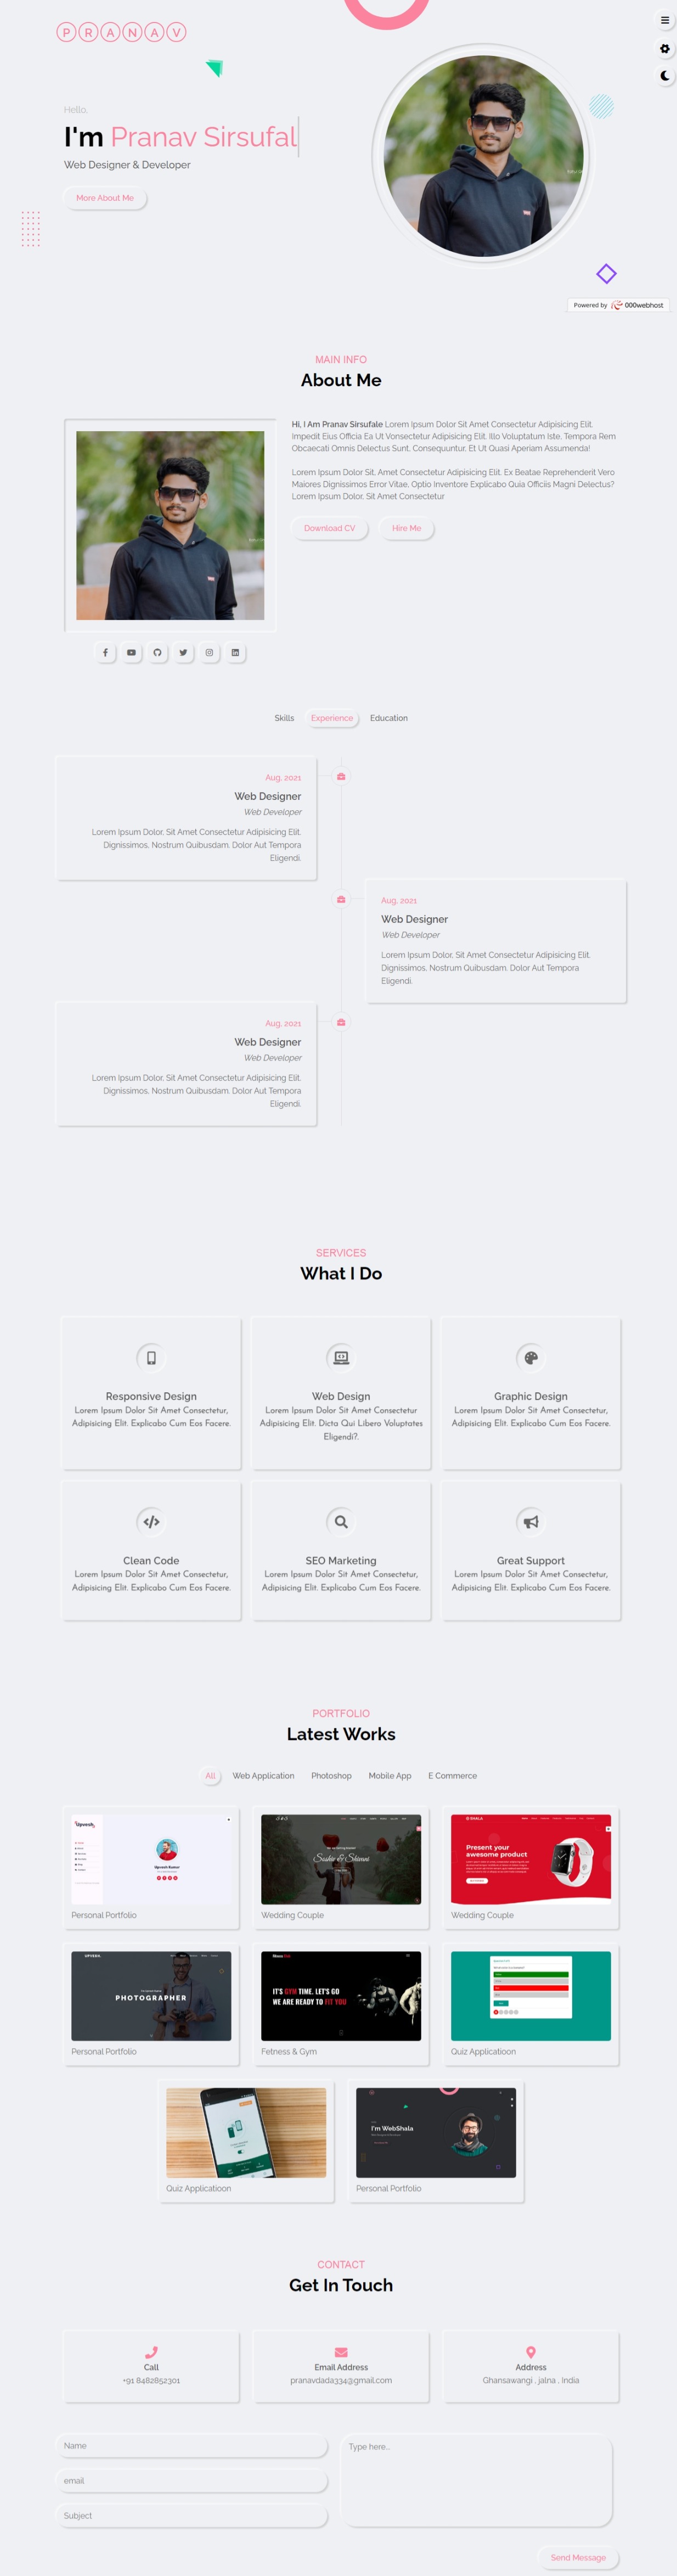 PRANAV
Hello,
I'm Pranav Sirsufal
Web Designer & Developer
More About Me
Powered by 000webhost
MAIN INFO
About Me
Hi, I Am Pranav Sirsufale Lorem Ipsum Dolor Sit Amet Consectetur Adipisicing Elit.
Impedit Eius Officia Ea Ut Vonsectetur Adipisicing Elit. Illo Voluptatum Iste, Tempora Rem
Obcaecati Omnis Delectus Sunt, Consequuntur. Et Ut Quasi Aperiam Assumenda!
Lorem Ipsum Dolor Sit, Amet Consectetur Adipisicing Elit. Ex Beatae Reprehenderit Vero
Maiores Dignissimos Error Vitae, Optio Inventore Explicabo Quia Officiis Magni Delectus?
Lorem Ipsum Dolor, Sit Amet Consectetur
Download CV
Hire Me
Skills
Experience
Education
Aug, 2021
Web Designer
Web Developer
Lorem Ipsum Dolor, Sit Amet Consectetur Adipisicing Elit.
Dignissimos, Nostrum Quibusdam. Dolor Aut Tempora
Eligendi.
Aug, 2021
Web Designer
Web Developer
Lorem Ipsum Dolor, Sit Amet Consectetur Adipisicing Elit.
Dignissimos, Nostrum Quibusdam. Dolor Aut Tempora
Eligendi.
Aug, 2021
Web Designer
Web Developer
Lorem Ipsum Dolor, Sit Amet Consectetur Adipisicing Elit.
Dignissimos, Nostrum Quibusdam. Dolor Aut Tempora
Eligendi.
SERVICES
What I Do
Responsive Design
Lorem Ipsum Dolor Sit Amet Consectetur,
Adipisicing Elit. Explicabo Cum Eos Facere.
Web Design
Lorem Ipsum Dolor Sit Amet Consectetur
Adipisicing Elit. Dicta Qui Libero Voluptates
Eligendi?.
Graphic Design
Lorem Ipsum Dolor Sit Amet Consectetur,
Adipisicing Elit. Explicabo Cum Eos Facere.
Clean Code
Lorem Ipsum Dolor Sit Amet Consectetur,
Adipisicing Elit. Explicabo Cum Eos Facere.
SEO Marketing
Lorem Ipsum Dolor Sit Amet Consectetur,
Adipisicing Elit. Explicabo Cum Eos Facere.
Great Support
Lorem Ipsum Dolor Sit Amet Consectetur,
Adipisicing Elit. Explicabo Cum Eos Facere.
PORTFOLIO
Latest Works
All
Web Application
Photoshop
Mobile App
E Commerce
Personal Portfolio
Wedding Couple
Present your
awesome product
Wedding Couple
PHOTOGRAPHER
Personal Portfolio
IT'S GYM TIME. LET'S GO
WE ARE READY TO FIT YOU
Fetness & Gym
Quiz Applicatioon
Quiz Applicatioon
I'm WebShala
Personal Portfolio
CONTACT
Get In Touch
Call
+91 8482852301
Email Address
pranavdada334@gmail.com
Address
Ghansawangi , jalna , India
Name
email
Subject
Type here...
Send Message